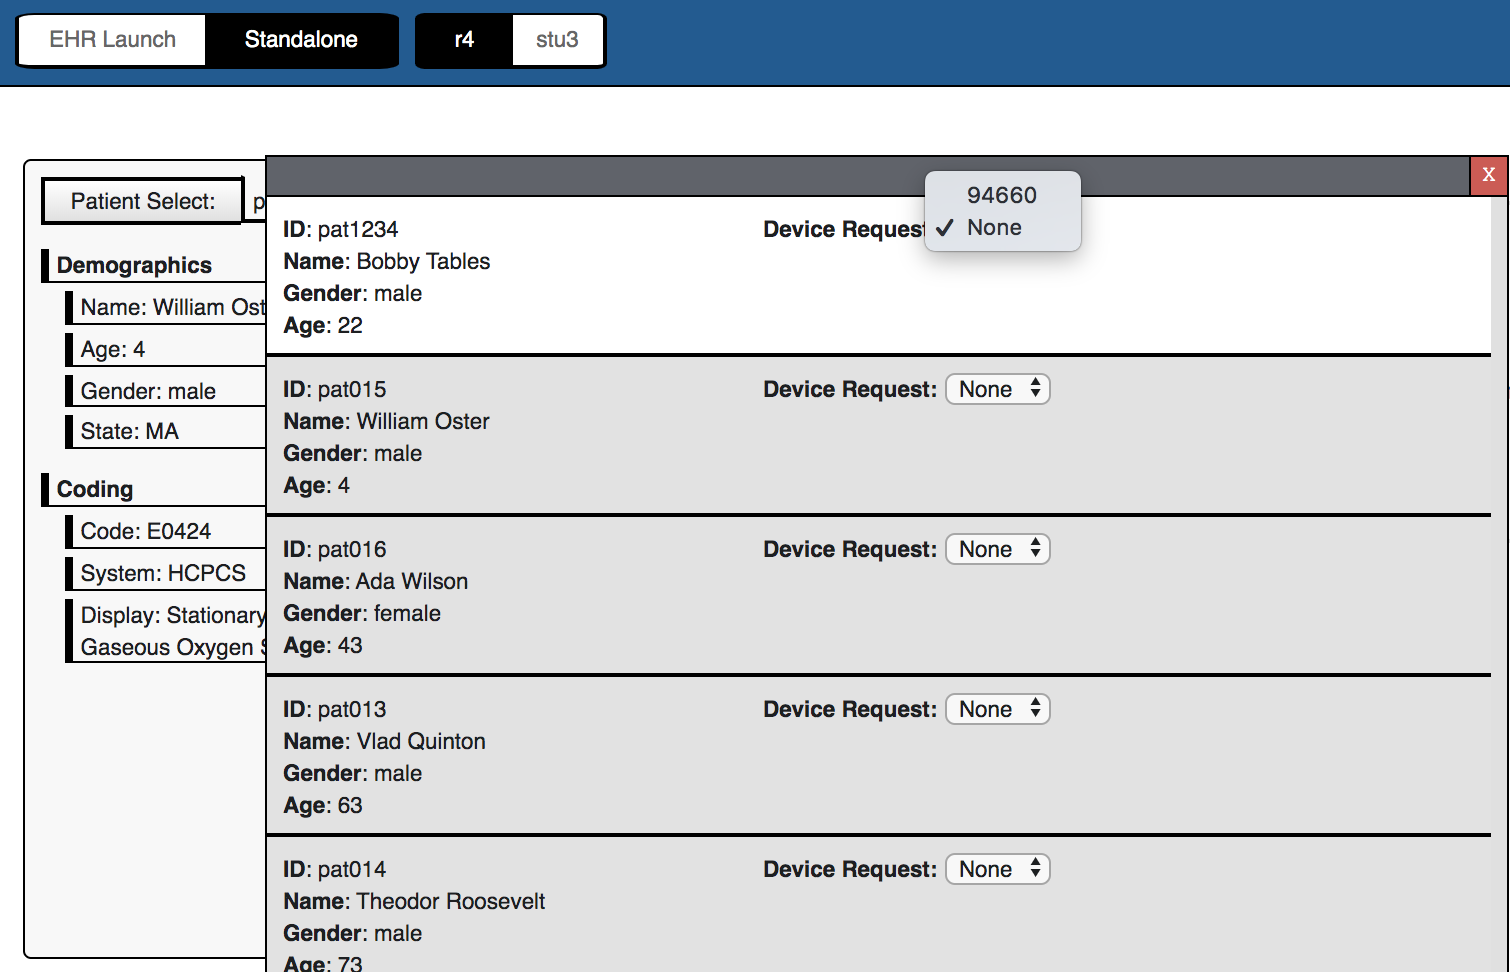 EHR Launch Standalone r4 stu3
X
Patient Select: p
Demographics
Name: William Ost
Age: 4
Gender: male
State: MA
Coding
Code: E0424
System: HCPCS
Display: Stationary
Gaseous Oxygen
94660
✓ None
ID: pat1234 Device Request
Name: Bobby Tables
Gender: male
Age: 22
ID: pat015 Device Request: None
Name: William Oster
Gender: male
Age: 4
ID: pat016 Device Request: None
Name: Ada Wilson
Gender: female
Age: 43
ID: pat013 Device Request: None
Name: Vlad Quinton
Gender: male
Age: 63
ID: pat014 Device Request: None
Name: Theodor Roosevelt
Gender: male
Age: 73